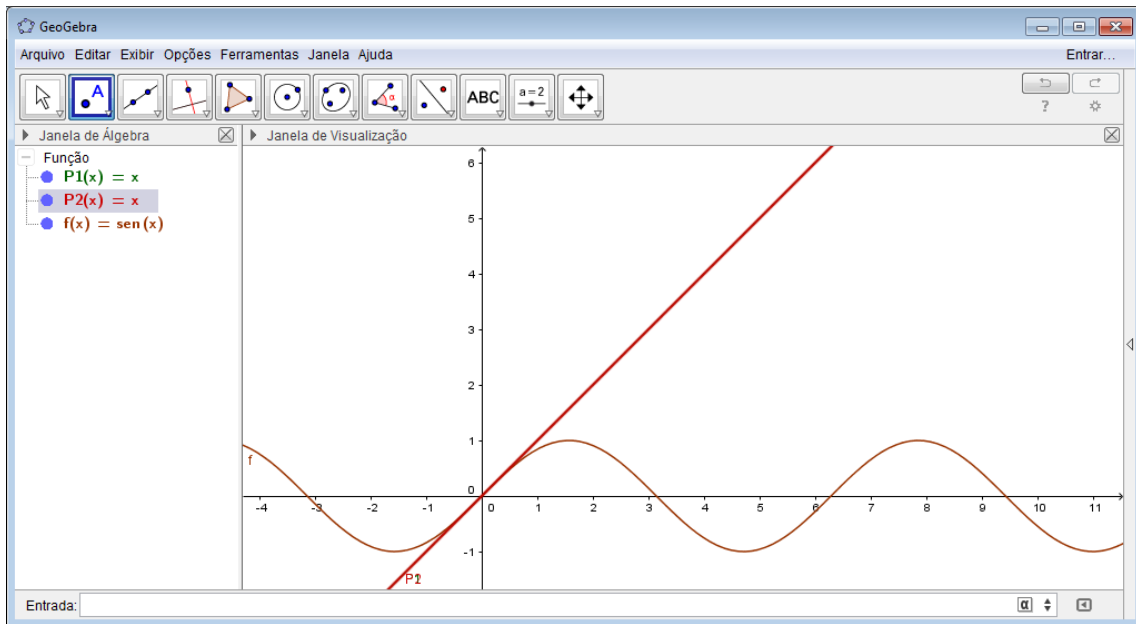 GeoGebra
Arquivo Editar Exibir Opções Ferramentas Janela Ajuda Entrar...
A α ABC a=2
?
Janela de Álgebra Janela de Visualização
Função
P1(x) = x
P2(x) = x
f(x) = sen(x)
6
5
4
3
2
1
0
-1
-4 -3 -2 -1 0 1 2 3 4 5 6 7 8 9 10 11
f
Entrada: α